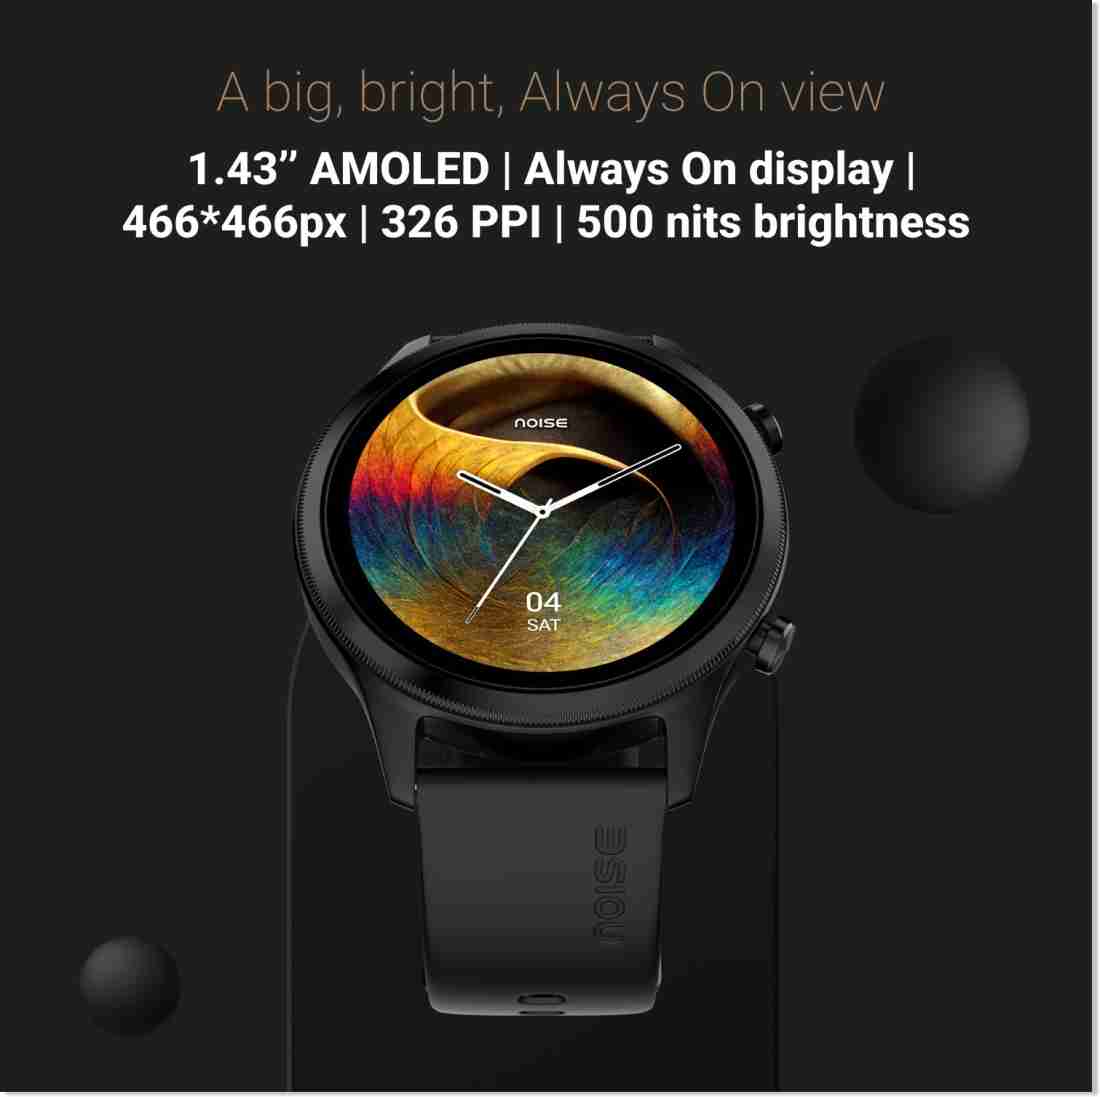 A big, bright, Always On view
1.43’’ AMOLED | Always On display |
466*466px | 326 PPI | 500 nits brightness
NOISE
04
SAT
NOISE